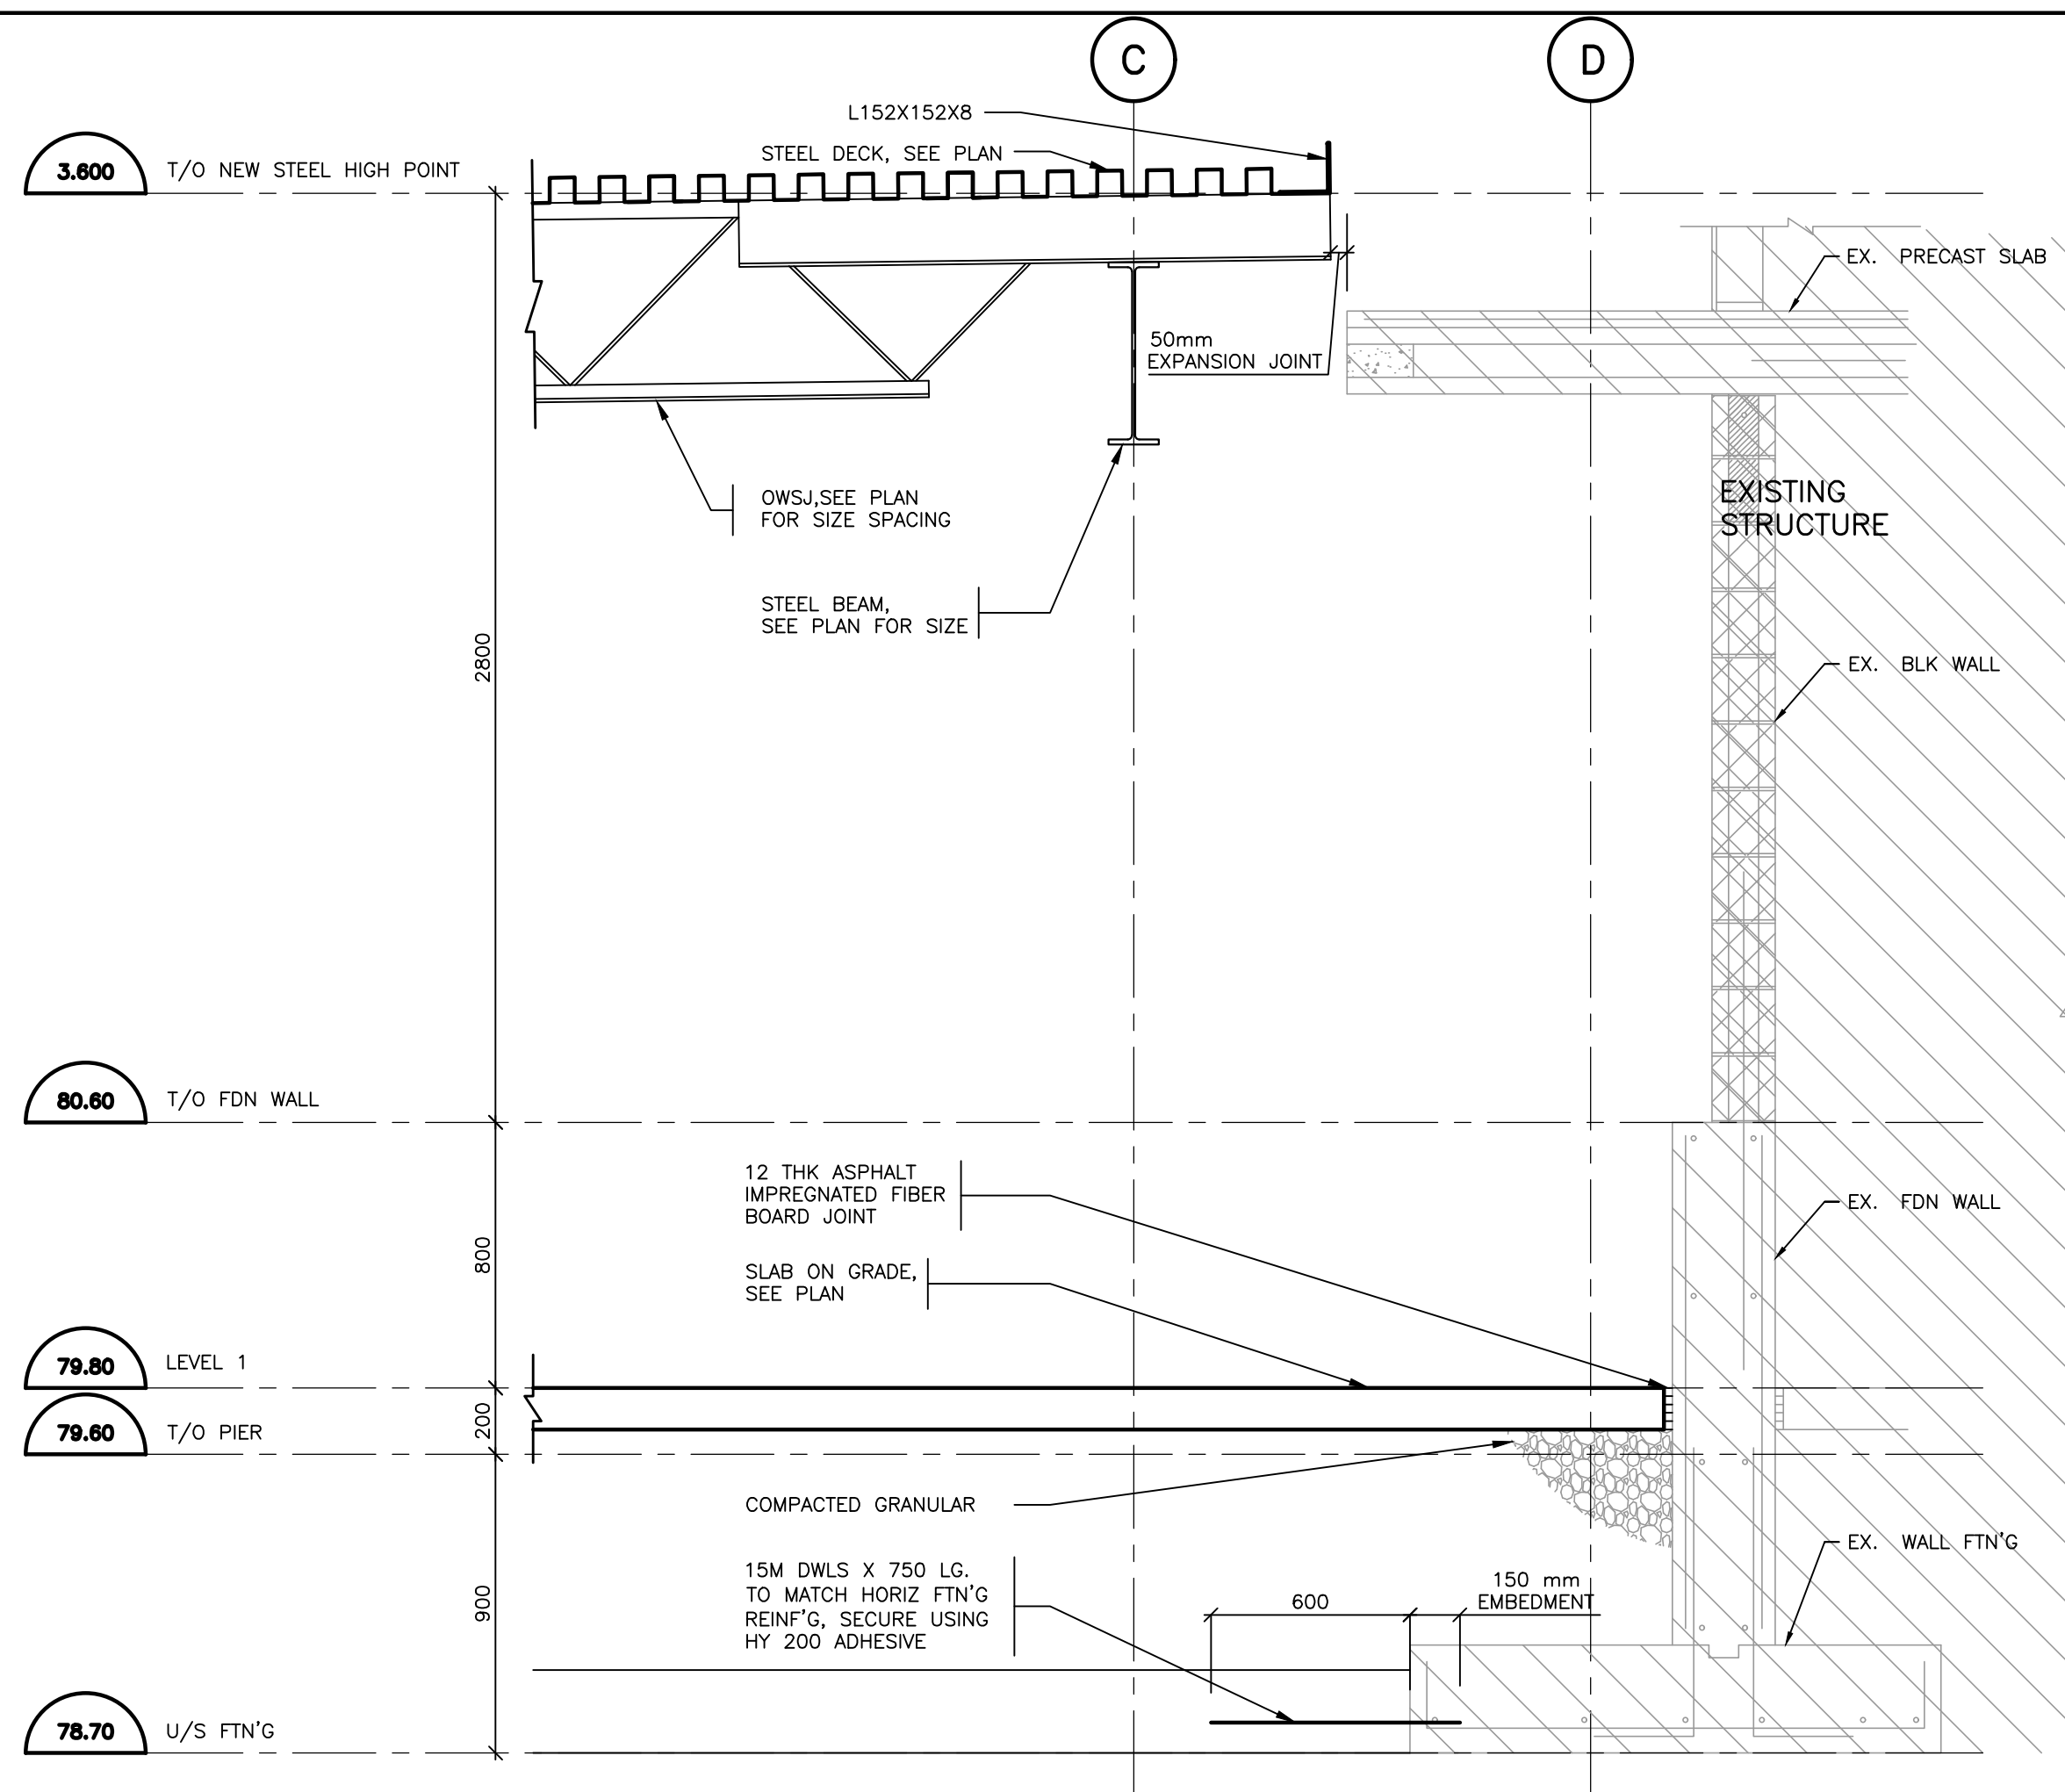 C
D
L152X152X8
STEEL DECK, SEE PLAN
3.600
T/O NEW STEEL HIGH POINT
EX. PRECAST SLAB
50mm
EXPANSION JOINT
OWSJ,SEE PLAN
FOR SIZE SPACING
EXISTING
STRUCTURE
STEEL BEAM,
SEE PLAN FOR SIZE
2800
EX. BLK WALL
80.60
T/O FDN WALL
12 THK ASPHALT
IMPREGNATED FIBER
BOARD JOINT
EX. FDN WALL
800
SLAB ON GRADE,
SEE PLAN
79.80
LEVEL 1
200
79.60
T/O PIER
COMPACTED GRANULAR
EX. WALL FTN'G
15M DWLS X 750 LG.
TO MATCH HORIZ FTN'G
REINF'G, SECURE USING
HY 200 ADHESIVE
900
600
150 mm
EMBEDMENT
78.70
U/S FTN'G